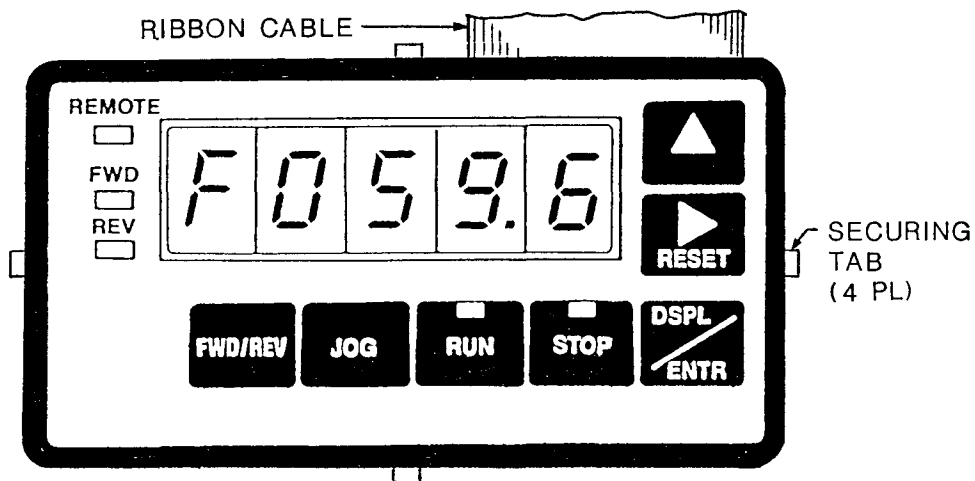 RIBBON CABLE
REMOTE
FWD
REV
F059.6
RESET
SECURING
TAB
(4 PL)
FWD/REV
JOG
RUN
STOP
DSPL
ENTR